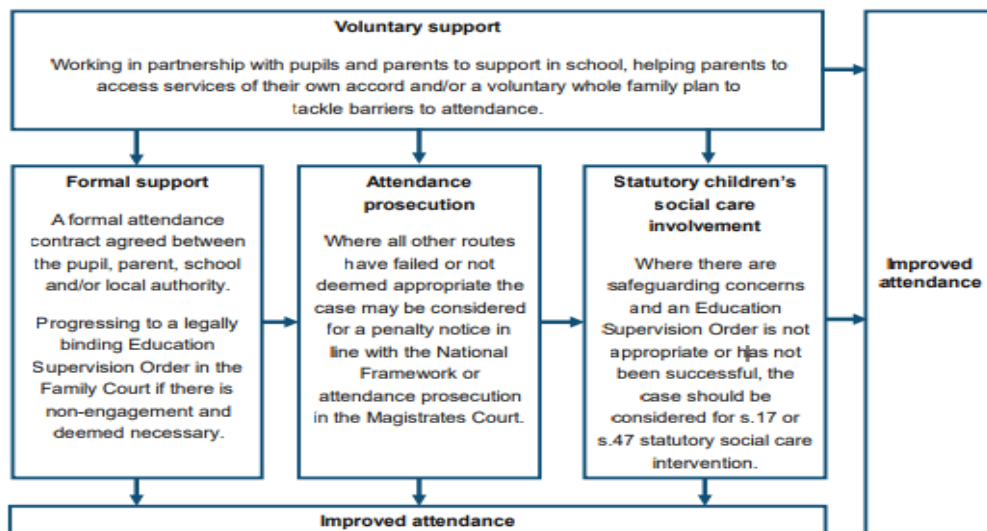 Voluntary support
Working in partnership with pupils and parents to support in school, helping parents to
access services of their own accord and/or a voluntary whole family plan to
tackle barriers to attendance.
Formal support
A formal attendance
contract agreed between
the pupil, parent, school
and/or local authority.
Progressing to a legally
binding Education
Supervision Order in the
Family Court if there is
non-engagement and
deemed necessary.
Attendance
prosecution
Where all other routes
have failed or not
deemed appropriate the
case may be considered
for a penalty notice in
line with the National
Framework or
attendance prosecution
in the Magistrates Court.
Statutory children's
social care
involvement
Where there are
safeguarding concerns
and an Education
Supervision Order is not
appropriate or has not
been successful, the
case should be
considered for s.17 or
s.47 statutory social care
intervention.
Improved
attendance
Improved attendance